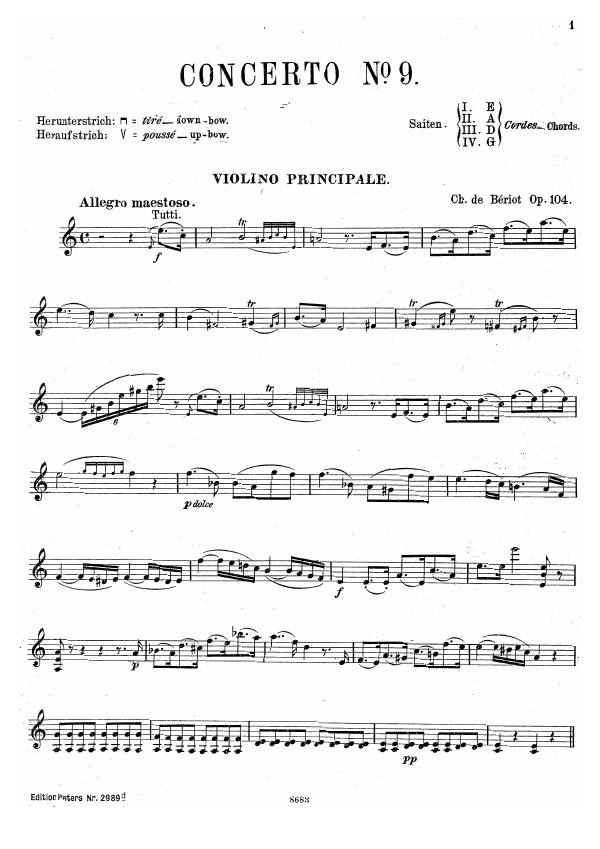 1
CONCERTO No 9.
Herunterstrich: ⊓ = tiré — down-bow.
Heraufstrich: V = poussé — up-bow.
Saiten. I. E II. A III. D IV. G Cordes — Chords.
VIOLINO PRINCIPALE.
Allegro maestoso.
Ch. de Bériot Op. 104.
Tutti.
tr tr
f
tr tr
tr
6
p dolce
f
p
pp
Edition Peters Nr. 2989d
8683